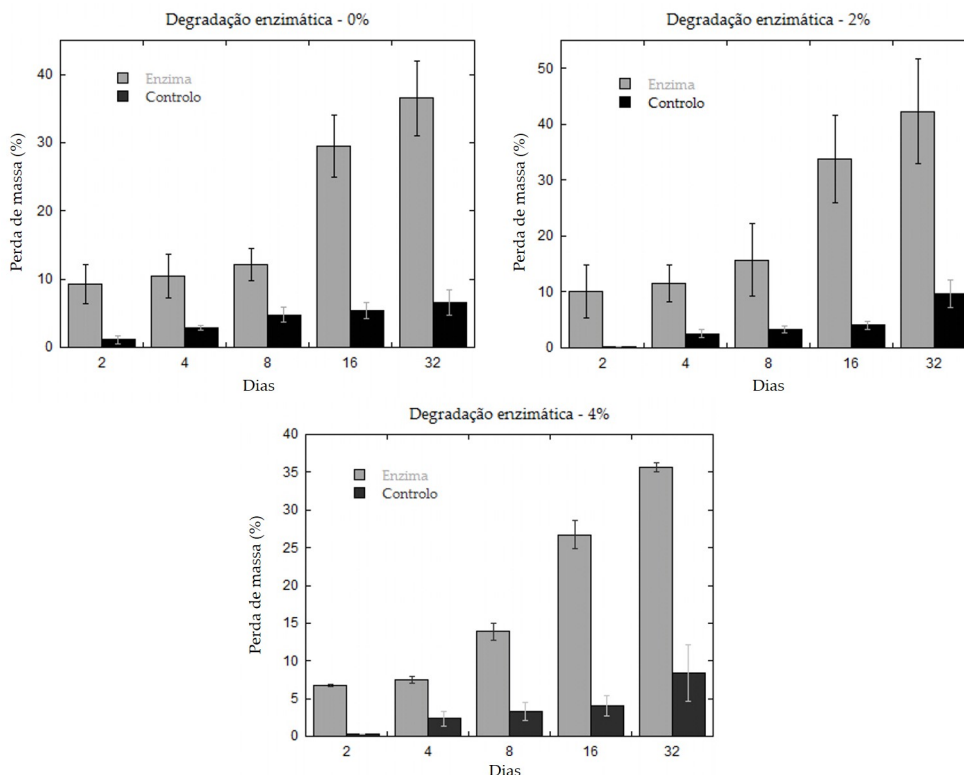 Degradação enzimática - 0%
40
30
20
10
0
Enzima
Controlo
Perda de massa (%)
2 4 8 16 32
Dias
Degradação enzimática - 2%
50
40
30
20
10
0
Enzima
Controlo
Perda de massa (%)
2 4 8 16 32
Dias
Degradação enzimática - 4%
40
35
30
25
20
15
10
5
0
Enzima
Controlo
Perda de massa (%)
2 4 8 16 32
Dias